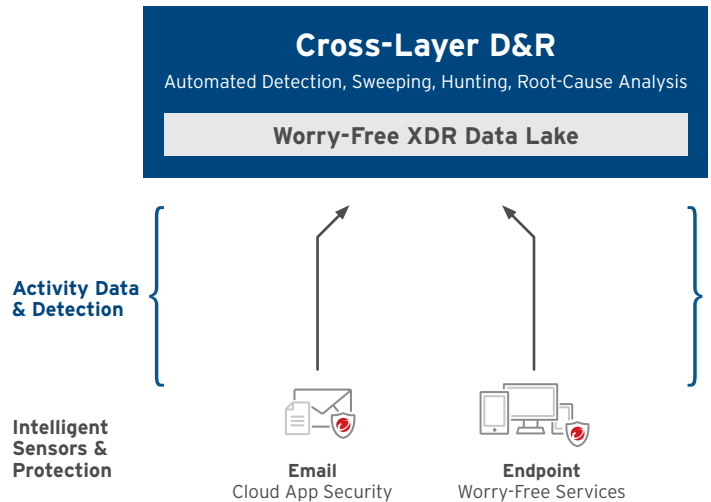 Cross-Layer D&R
Automated Detection, Sweeping, Hunting, Root-Cause Analysis
Worry-Free XDR Data Lake
Activity Data
& Detection
Intelligent
Sensors &
Protection
Email
Cloud App Security
Endpoint
Worry-Free Services